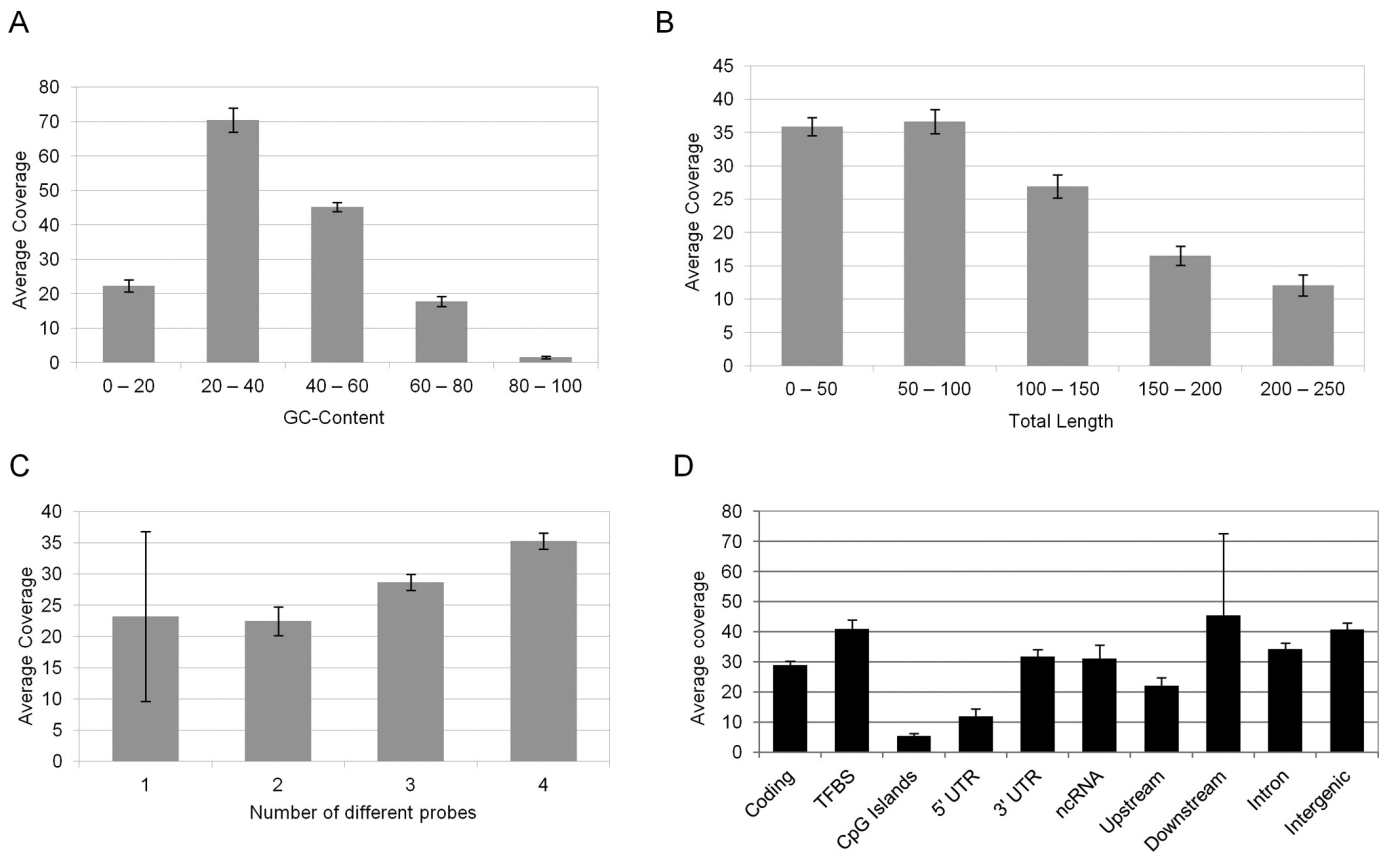 A
80
70
60
50
40
30
20
10
0
Average Coverage
0 – 20 20 – 40 40 – 60 60 – 80 80 – 100
GC-Content
B
45
40
35
30
25
20
15
10
5
0
Average Coverage
0 – 50 50 – 100 100 – 150 150 – 200 200 – 250
Total Length
C
40
35
30
25
20
15
10
5
0
Average Coverage
1 2 3 4
Number of different probes
D
80
70
60
50
40
30
20
10
0
Average coverage
Coding
TFBS
CpG Islands
5' UTR
3' UTR
ncRNA
Upstream
Downstream
Intron
Intergenic